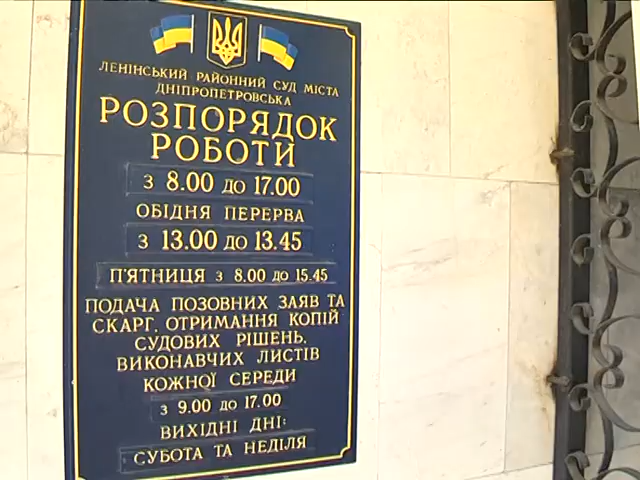 ЛЕНІНСЬКИЙ РАЙОННИЙ СУД МІСТА
ДНІПРОПЕТРОВСЬКА
РОЗПОРЯДОК
РОБОТИ
З 8.00 ДО 17.00
ОБІДНЯ ПЕРЕРВА
З 13.00 ДО 13.45
П'ЯТНИЦЯ З 8.00 ДО 15.45
ПОДАЧА ПОЗОВНИХ ЗАЯВ ТА
СКАРГ, ОТРИМАННЯ КОПІЙ
СУДОВИХ РІШЕНЬ,
ВИКОНАВЧИХ ЛИСТІВ
КОЖНОЇ СЕРЕДИ
З 9.00 ДО 17.00
ВИХІДНІ ДНІ:
СУБОТА ТА НЕДІЛЯ